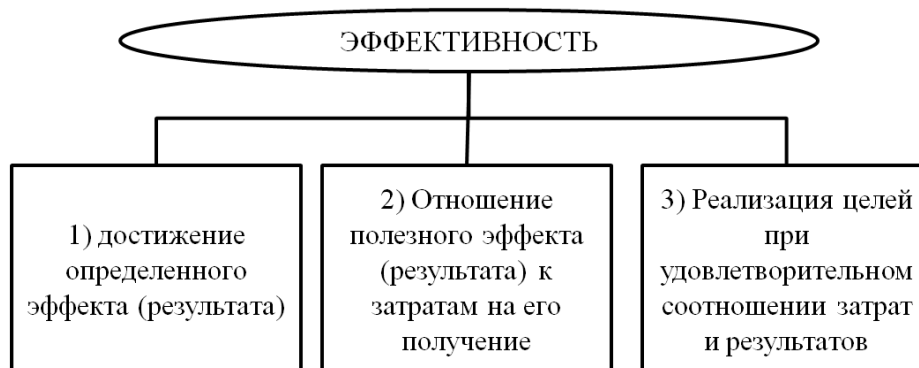 ЭФФЕКТИВНОСТЬ
1) достижение
определенного
эффекта (результата)
2) Отношение
полезного эффекта
(результата) к
затратам на его
получение
3) Реализация целей
при
удовлетворительном
соотношении затрат
и результатов